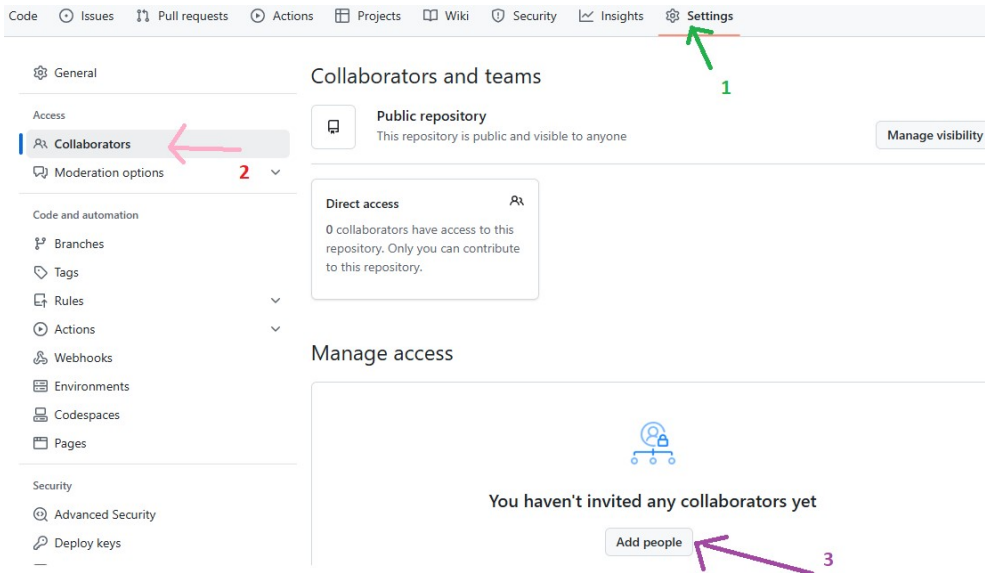 Code Issues Pull requests Actions Projects Wiki Security Insights Settings
1
General
Access
Collaborators
Moderation options
2
Code and automation
Branches
Tags
Rules
Actions
Webhooks
Environments
Codespaces
Pages
Security
Advanced Security
Deploy keys
Collaborators and teams
Public repository
This repository is public and visible to anyone
Manage visibility
Direct access
0 collaborators have access to this
repository. Only you can contribute
to this repository.
Manage access
You haven't invited any collaborators yet
Add people
3